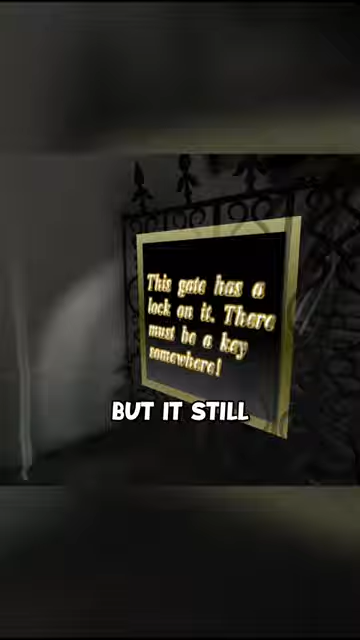 This gate has a
lock on it. There
must be a key
somewhere!
BUT IT STILL